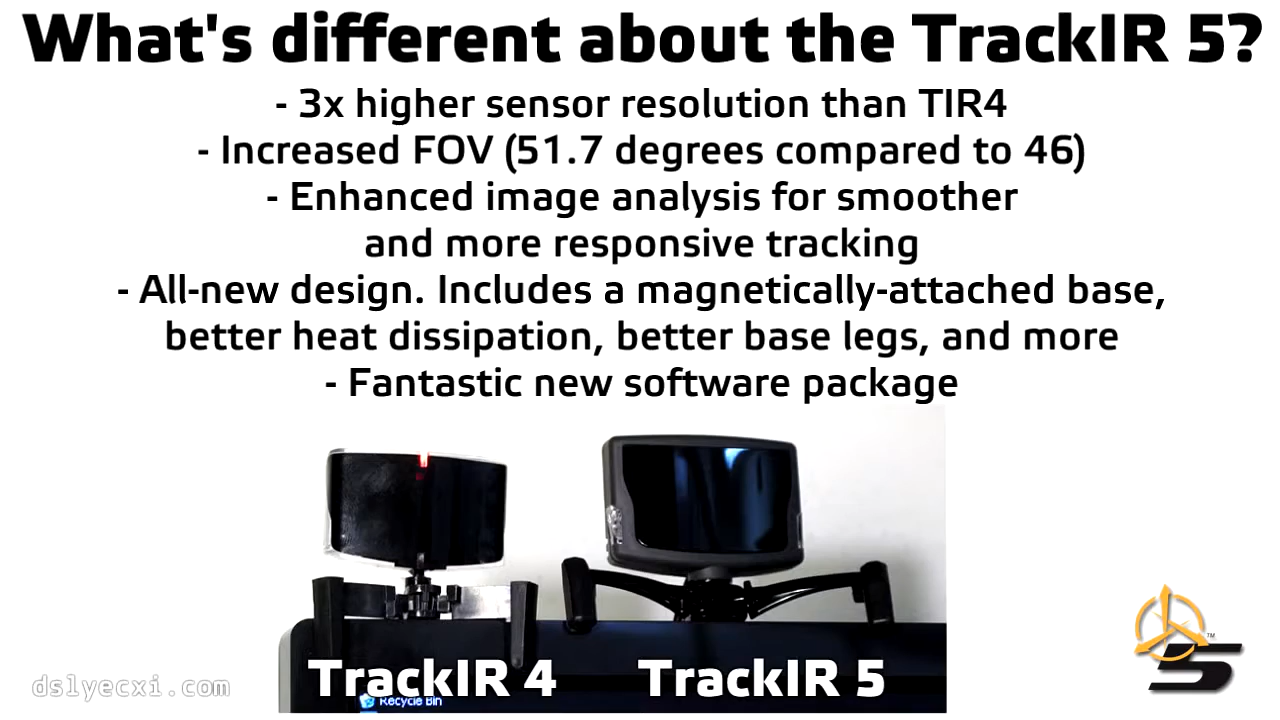 What's different about the TrackIR 5?
- 3x higher sensor resolution than TIR4
- Increased FOV (51.7 degrees compared to 46)
- Enhanced image analysis for smoother
and more responsive tracking
- All-new design. Includes a magnetically-attached base,
better heat dissipation, better base legs, and more
- Fantastic new software package
TrackIR 4
TrackIR 5
Recycle Bin
dslyecxi.com
5
TM